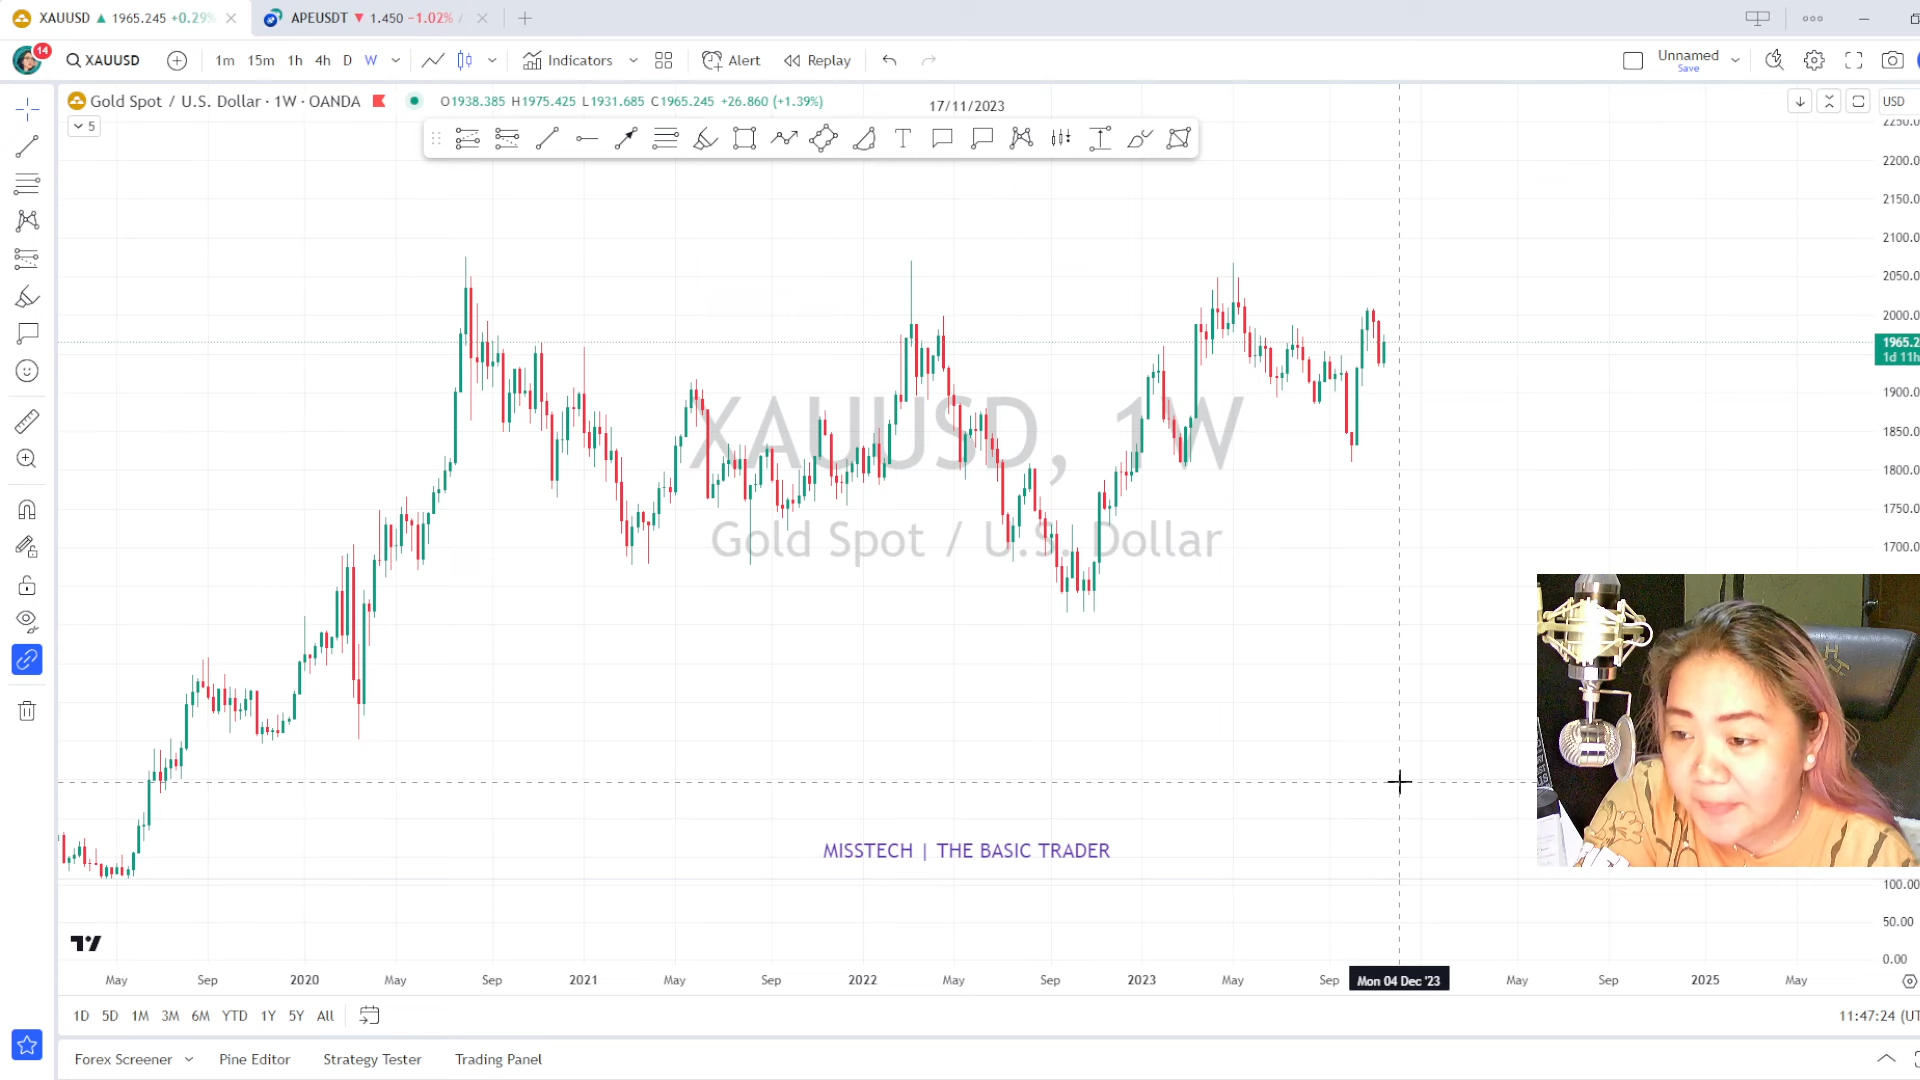 XAUUSD ▲ 1965.245 +0.29%
APEUSDT ▼ 1.450 −1.02% /
14
XAUUSD
1m 15m 1h 4h D W
Indicators
Alert
Replay
Unnamed
Save
Gold Spot / U.S. Dollar · 1W · OANDA
O1938.385 H1975.425 L1931.685 C1965.245 +26.860 (+1.39%)
17/11/2023
USD
5
2250.0
2200.0
2150.0
2100.0
2050.0
2000.0
1965.2
1d 11h
1900.0
1850.0
1800.0
1750.0
1700.0
XAUUSD, 1W
Gold Spot / U.S. Dollar
MISSTECH | THE BASIC TRADER
100.00
50.00
0.00
May Sep 2020 May Sep 2021 May Sep 2022 May Sep 2023 May Sep Mon 04 Dec '23 May Sep 2025 May
1D 5D 1M 3M 6M YTD 1Y 5Y All
11:47:24 (UT
Forex Screener Pine Editor Strategy Tester Trading Panel